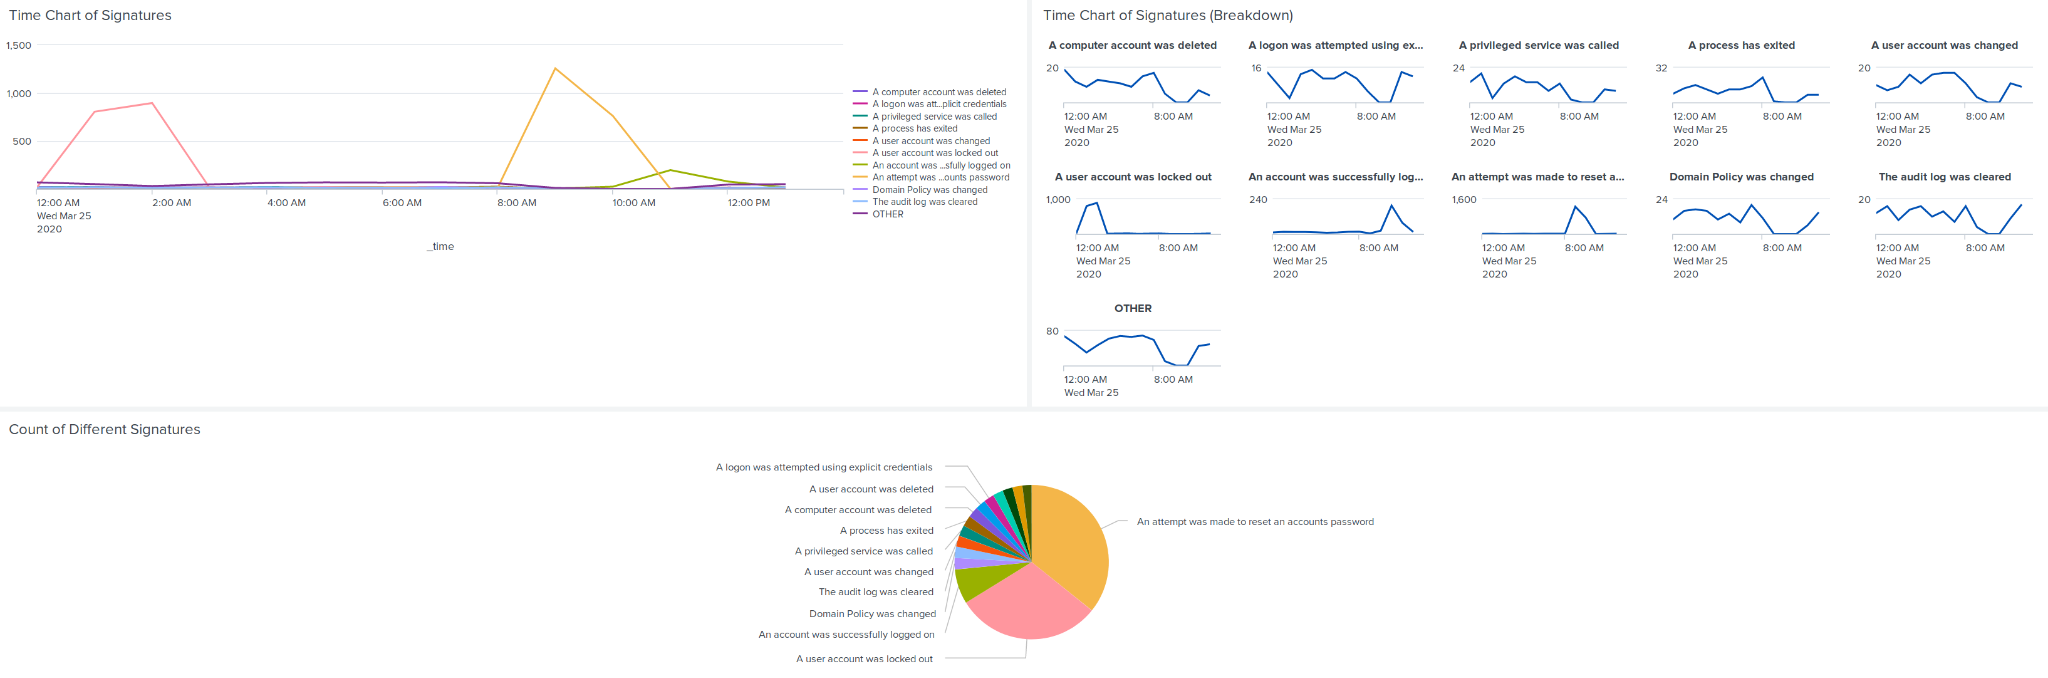 Time Chart of Signatures
1,500
1,000
500
12:00 AM
Wed Mar 25
2020
2:00 AM
4:00 AM
6:00 AM
8:00 AM
10:00 AM
12:00 PM
_time
A computer account was deleted
A logon was att...plicit credentials
A privileged service was called
A process has exited
A user account was changed
A user account was locked out
An account was ...sfully logged on
An attempt was ...ounts password
Domain Policy was changed
The audit log was cleared
OTHER
Time Chart of Signatures (Breakdown)
A computer account was deleted
20
12:00 AM
Wed Mar 25
2020
8:00 AM
A logon was attempted using ex...
16
12:00 AM
Wed Mar 25
2020
8:00 AM
A privileged service was called
24
12:00 AM
Wed Mar 25
2020
8:00 AM
A process has exited
32
12:00 AM
Wed Mar 25
2020
8:00 AM
A user account was changed
20
12:00 AM
Wed Mar 25
2020
8:00 AM
A user account was locked out
1,000
12:00 AM
Wed Mar 25
2020
8:00 AM
An account was successfully log...
240
12:00 AM
Wed Mar 25
2020
8:00 AM
An attempt was made to reset a...
1,600
12:00 AM
Wed Mar 25
2020
8:00 AM
Domain Policy was changed
24
12:00 AM
Wed Mar 25
2020
8:00 AM
The audit log was cleared
20
12:00 AM
Wed Mar 25
2020
8:00 AM
OTHER
80
12:00 AM
Wed Mar 25
8:00 AM
Count of Different Signatures
A logon was attempted using explicit credentials
A user account was deleted
A computer account was deleted
A process has exited
A privileged service was called
A user account was changed
The audit log was cleared
Domain Policy was changed
An account was successfully logged on
A user account was locked out
An attempt was made to reset an accounts password